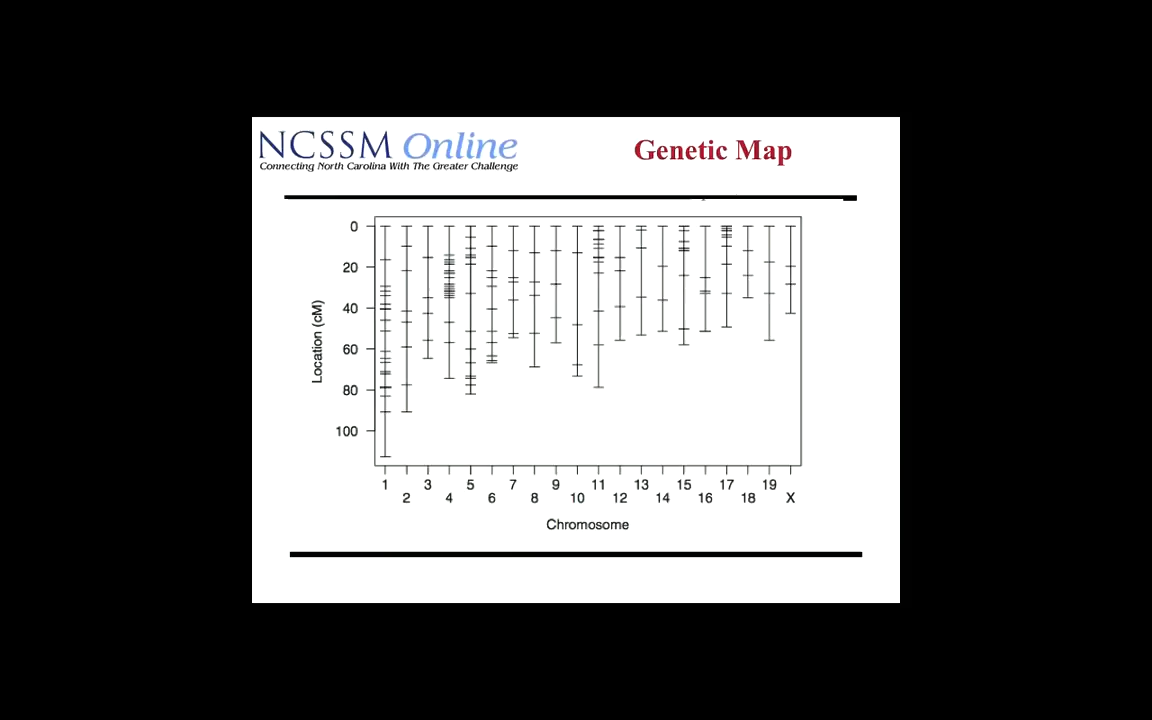 NCSSM Online
Connecting North Carolina With The Greater Challenge
Genetic Map
0
20
40
60
80
100
Location (cM)
1 3 5 7 9 11 13 15 17 19
2 4 6 8 10 12 14 16 18 X
Chromosome